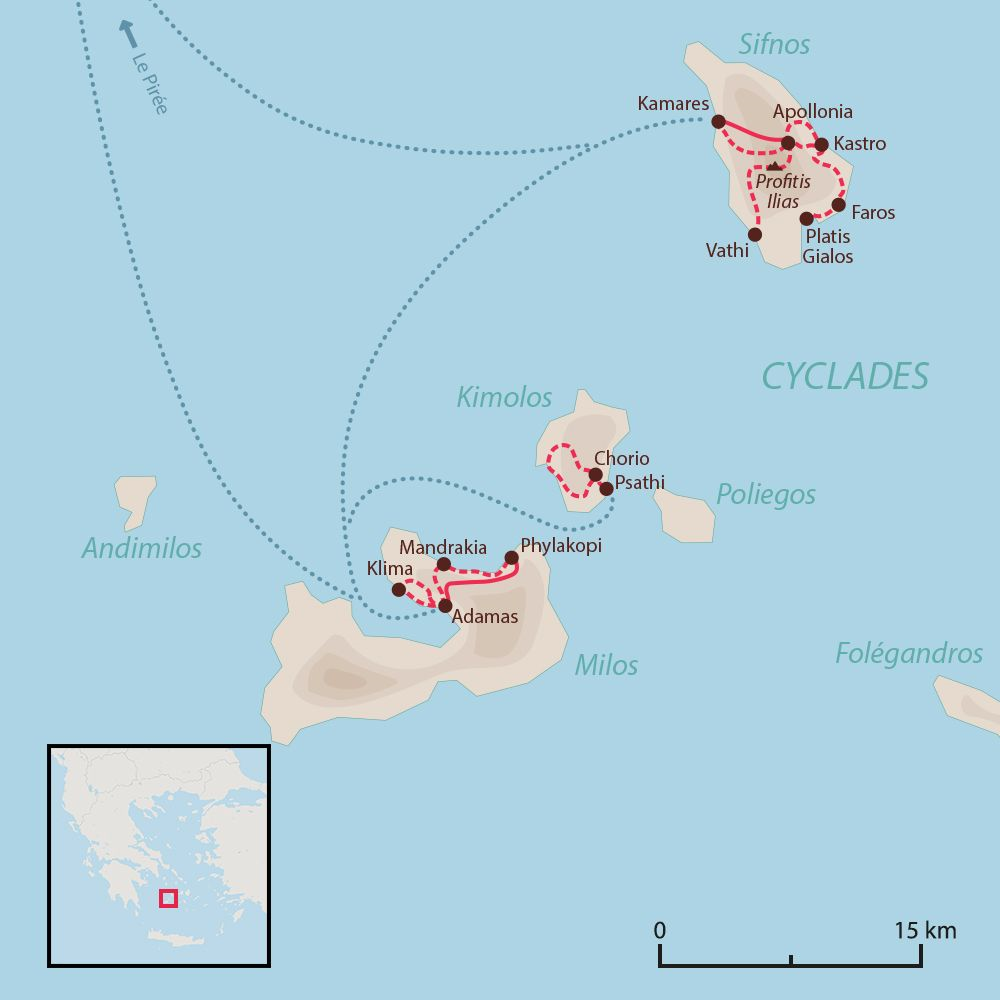 Le Pirée
Sifnos
Kamares
Apollonia
Kastro
Profitis
Ilias
Faros
Platis
Gialos
Vathi
CYCLADES
Kimolos
Chorio
Psathi
Poliegos
Andimilos
Mandrakia
Phylakopi
Klima
Adamas
Milos
Folégandros
0
15 km